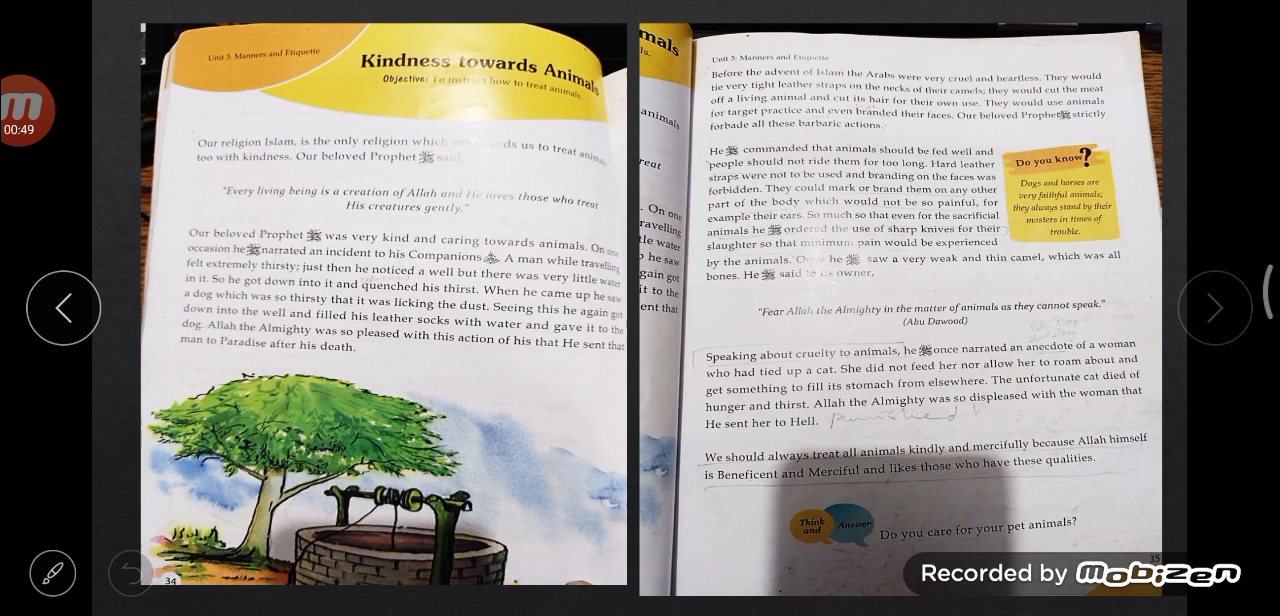 00:49
Unit 3: Manners and Etiquette
Kindness towards Animals
Objective: To instruct how to treat animals.
Our religion Islam, is the only religion which commands us to treat animals
too with kindness. Our beloved Prophet ﷺ said,
"Every living being is a creation of Allah and He loves those who treat
His creatures gently."
Our beloved Prophet ﷺ was very kind and caring towards animals. On one
occasion he ﷺ narrated an incident to his Companions A man while travelling
felt extremely thirsty; just then he noticed a well but there was very little water
in it. So he got down into it and quenched his thirst. When he came up he saw
a dog which was so thirsty that it was licking the dust. Seeing this he again got
down into the well and filled his leather socks with water and gave it to the
dog. Allah the Almighty was so pleased with this action of his that He sent that
man to Paradise after his death.
34
mals
ls.
animals
reat
. On one
ravelling
tle water
he saw
gain got
it to the
ent that
Unit 3: Manners and Etiquette
Before the advent of Islam the Arabs were very cruel and heartless. They would
tie very tight leather straps on the necks of their camels; they would cut the meat
off a living animal and cut its hair for their own use. They would use animals
for target practice and even branded their faces. Our beloved Prophet ﷺ strictly
forbade all these barbaric actions.
He ﷺ commanded that animals should be fed well and
people should not ride them for too long. Hard leather
straps were not to be used and branding on the faces was
forbidden. They could mark or brand them on any other
part of the body which would not be so painful, for
example their ears. So much so that even for the sacrificial
animals he ﷺ ordered the use of sharp knives for their
slaughter so that minimum pain would be experienced
by the animals. Once he ﷺ saw a very weak and thin camel, which was all
bones. He ﷺ said to its owner,
Do you know?
Dogs and horses are
very faithful animals;
they always stand by their
masters in times of
trouble.
"Fear Allah the Almighty in the matter of animals as they cannot speak."
(Abu Dawood)
Speaking about cruelty to animals, he ﷺ once narrated an anecdote of a woman
who had tied up a cat. She did not feed her nor allow her to roam about and
get something to fill its stomach from elsewhere. The unfortunate cat died of
hunger and thirst. Allah the Almighty was so displeased with the woman that
He sent her to Hell. punished
We should always treat all animals kindly and mercifully because Allah himself
is Beneficent and Merciful and likes those who have these qualities.
Think
and
Answer
Do you care for your pet animals?
35
Recorded by mobizen